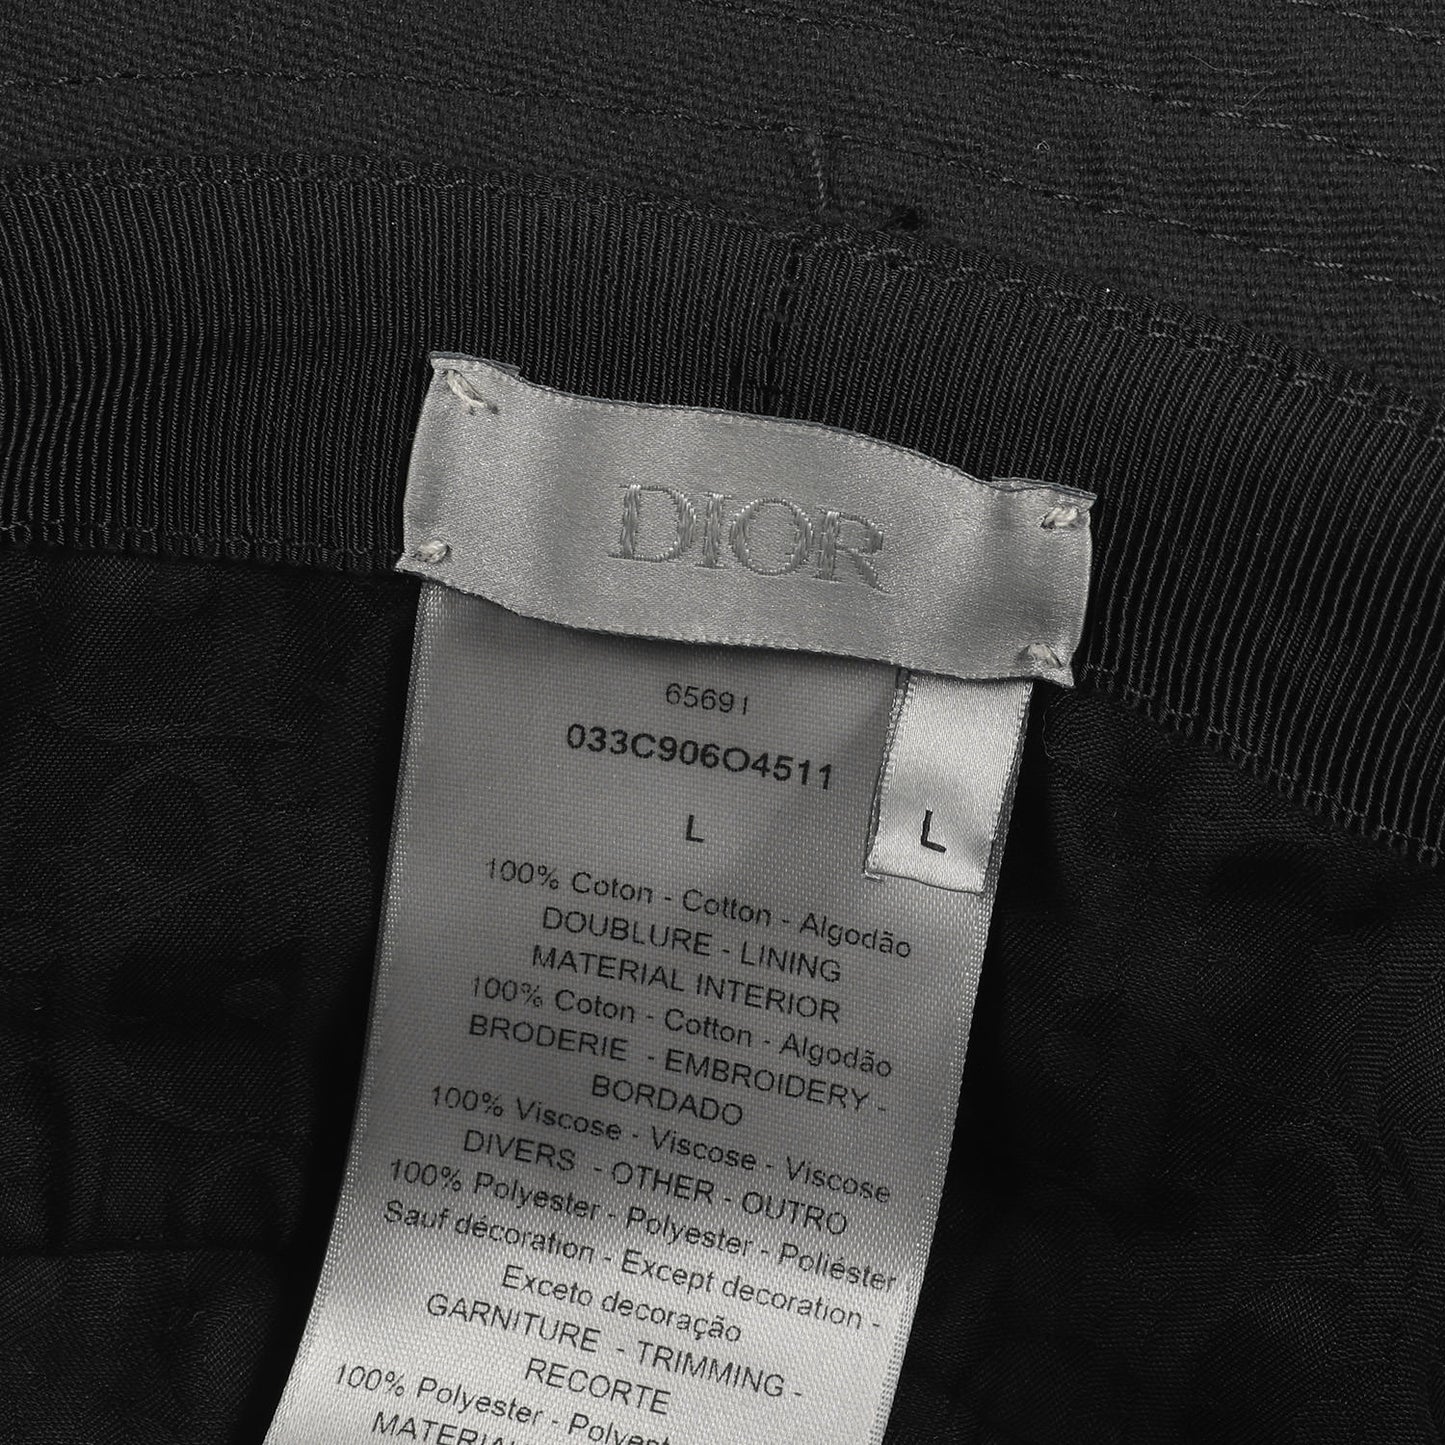 DIOR
65691
033C906O4511
L
L
100% Coton - Cotton - Algodão
DOUBLURE - LINING
MATERIAL INTERIOR
100% Coton - Cotton - Algodão
BRODERIE - EMBROIDERY -
BORDADO
100% Viscose - Viscose - Viscose
DIVERS - OTHER - OUTRO
100% Polyester - Polyester - Poliéster
Sauf décoration - Except decoration -
Exceto decoração
GARNITURE - TRIMMING -
RECORTE
100% Polyester -